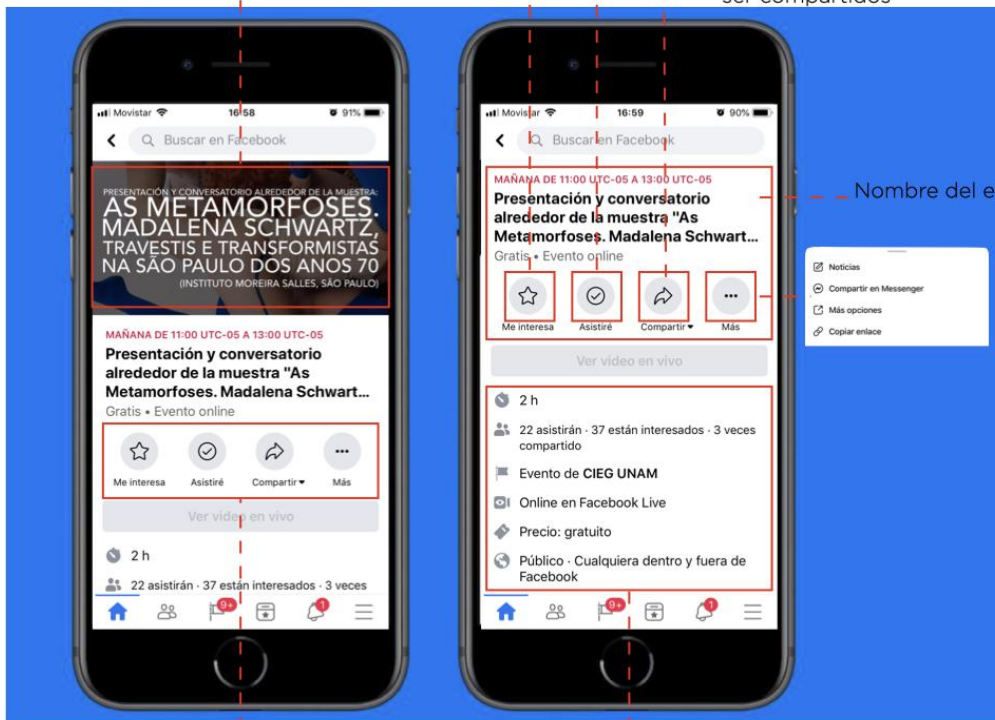 ser compartidos
Movistar 16:58 91%
Buscar en Facebook
PRESENTACIÓN Y CONVERSATORIO ALREDEDOR DE LA MUESTRA:
AS METAMORFOSES.
MADALENA SCHWARTZ,
TRAVESTIS E TRANSFORMISTAS
NA SÃO PAULO DOS ANOS 70
(INSTITUTO MOREIRA SALLES, SÃO PAULO)
MAÑANA DE 11:00 UTC-05 A 13:00 UTC-05
Presentación y conversatorio
alrededor de la muestra "As
Metamorfoses. Madalena Schwart...
Gratis • Evento online
Me interesa Asistiré Compartir Más
Ver video en vivo
2 h
22 asistirán · 37 están interesados · 3 veces
9+ 1
Movistar 16:59 90%
Buscar en Facebook
MAÑANA DE 11:00 UTC-05 A 13:00 UTC-05
Presentación y conversatorio
alrededor de la muestra "As
Metamorfoses. Madalena Schwart...
Gratis • Evento online
Me interesa Asistiré Compartir Más
Ver video en vivo
2 h
22 asistirán · 37 están interesados · 3 veces
compartido
Evento de CIEG UNAM
Online en Facebook Live
Precio: gratuito
Público · Cualquiera dentro y fuera de
Facebook
9+ 1
Nombre del e
Noticias
Compartir en Messenger
Más opciones
Copiar enlace